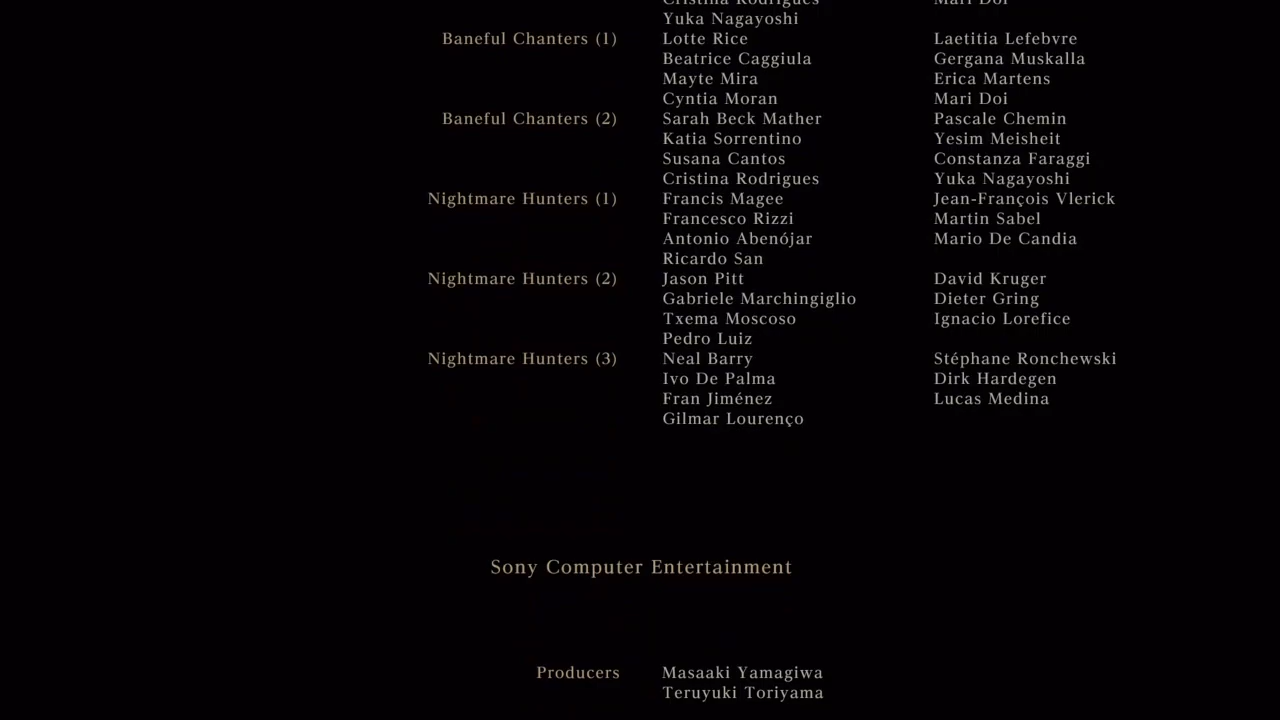 Cristina Rodrigues Mari Doi
Yuka Nagayoshi
Baneful Chanters (1) Lotte Rice Laetitia Lefebvre
Beatrice Caggiula Gergana Muskalla
Mayte Mira Erica Martens
Cyntia Moran Mari Doi
Baneful Chanters (2) Sarah Beck Mather Pascale Chemin
Katia Sorrentino Yesim Meisheit
Susana Cantos Constanza Faraggi
Cristina Rodrigues Yuka Nagayoshi
Nightmare Hunters (1) Francis Magee Jean-François Vlerick
Francesco Rizzi Martin Sabel
Antonio Abenójar Mario De Candia
Ricardo San
Nightmare Hunters (2) Jason Pitt David Kruger
Gabriele Marchingiglio Dieter Gring
Txema Moscoso Ignacio Lorefice
Pedro Luiz
Nightmare Hunters (3) Neal Barry Stéphane Ronchewski
Ivo De Palma Dirk Hardegen
Fran Jiménez Lucas Medina
Gilmar Lourenço
Sony Computer Entertainment
Producers Masaaki Yamagiwa
Teruyuki Toriyama